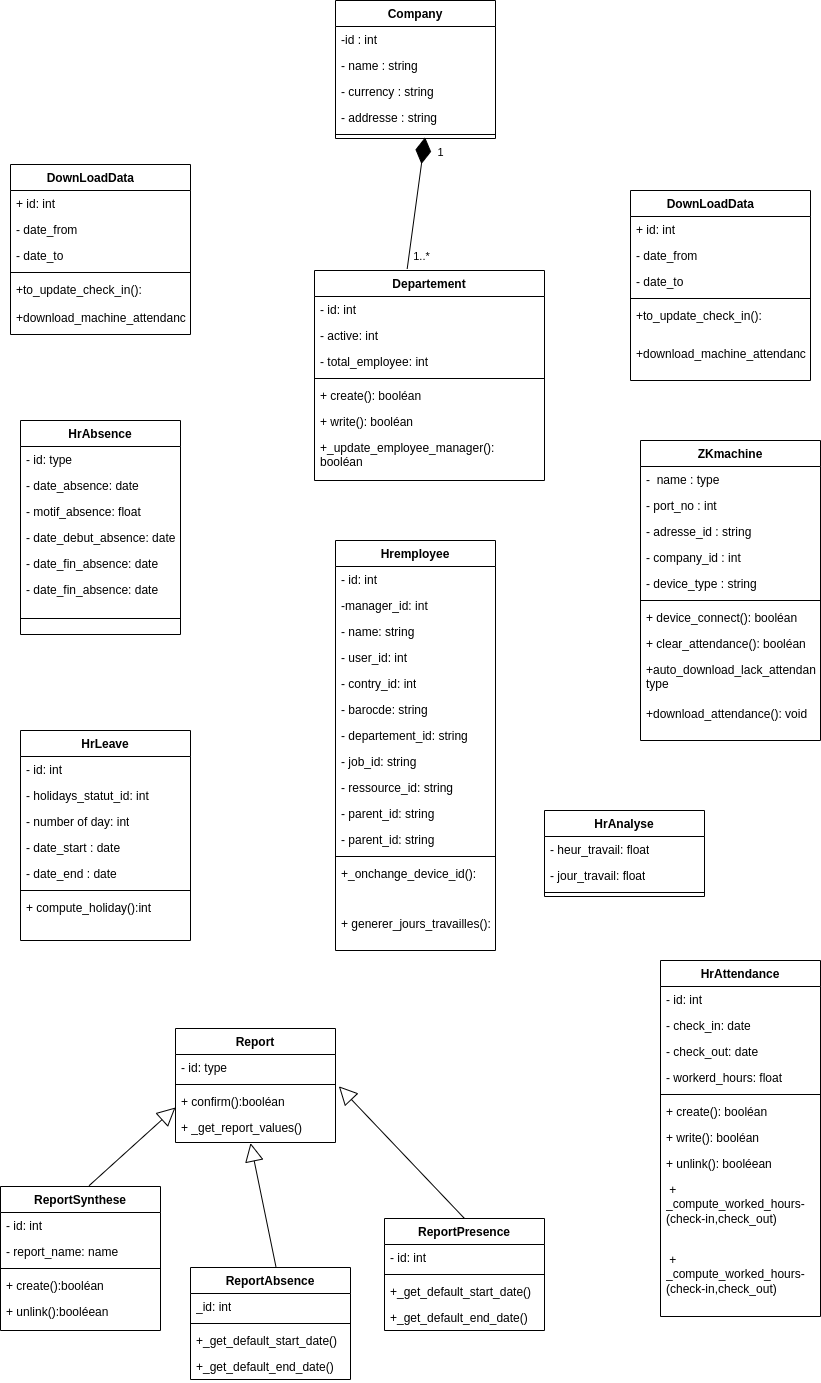 Company
-id : int
- name : string
- currency : string
- addresse : string
1
1..*
DownLoadData
+ id: int
- date_from
- date_to
+to_update_check_in():
+download_machine_attendanc
DownLoadData
+ id: int
- date_from
- date_to
+to_update_check_in():
+download_machine_attendanc
Departement
- id: int
- active: int
- total_employee: int
+ create(): booléan
+ write(): booléan
+_update_employee_manager():
booléan
HrAbsence
- id: type
- date_absence: date
- motif_absence: float
- date_debut_absence: date
- date_fin_absence: date
- date_fin_absence: date
ZKmachine
-  name : type
- port_no : int
- adresse_id : string
- company_id : int
- device_type : string
+ device_connect(): booléan
+ clear_attendance(): booléan
+auto_download_lack_attendan
type
+download_attendance(): void
Hremployee
- id: int
-manager_id: int
- name: string
- user_id: int
- contry_id: int
- barocde: string
- departement_id: string
- job_id: string
- ressource_id: string
- parent_id: string
- parent_id: string
+_onchange_device_id():
+ generer_jours_travailles():
HrLeave
- id: int
- holidays_statut_id: int
- number of day: int
- date_start : date
- date_end : date
+ compute_holiday():int
HrAnalyse
- heur_travail: float
- jour_travail: float
HrAttendance
- id: int
- check_in: date
- check_out: date
- workerd_hours: float
+ create(): booléan
+ write(): booléan
+ unlink(): booléean
+
_compute_worked_hours-
(check-in,check_out)
+
_compute_worked_hours-
(check-in,check_out)
Report
- id: type
+ confirm():booléan
+ _get_report_values()
ReportSynthese
- id: int
- report_name: name
+ create():booléan
+ unlink():booléean
ReportAbsence
_id: int
+_get_default_start_date()
+_get_default_end_date()
ReportPresence
- id: int
+_get_default_start_date()
+_get_default_end_date()